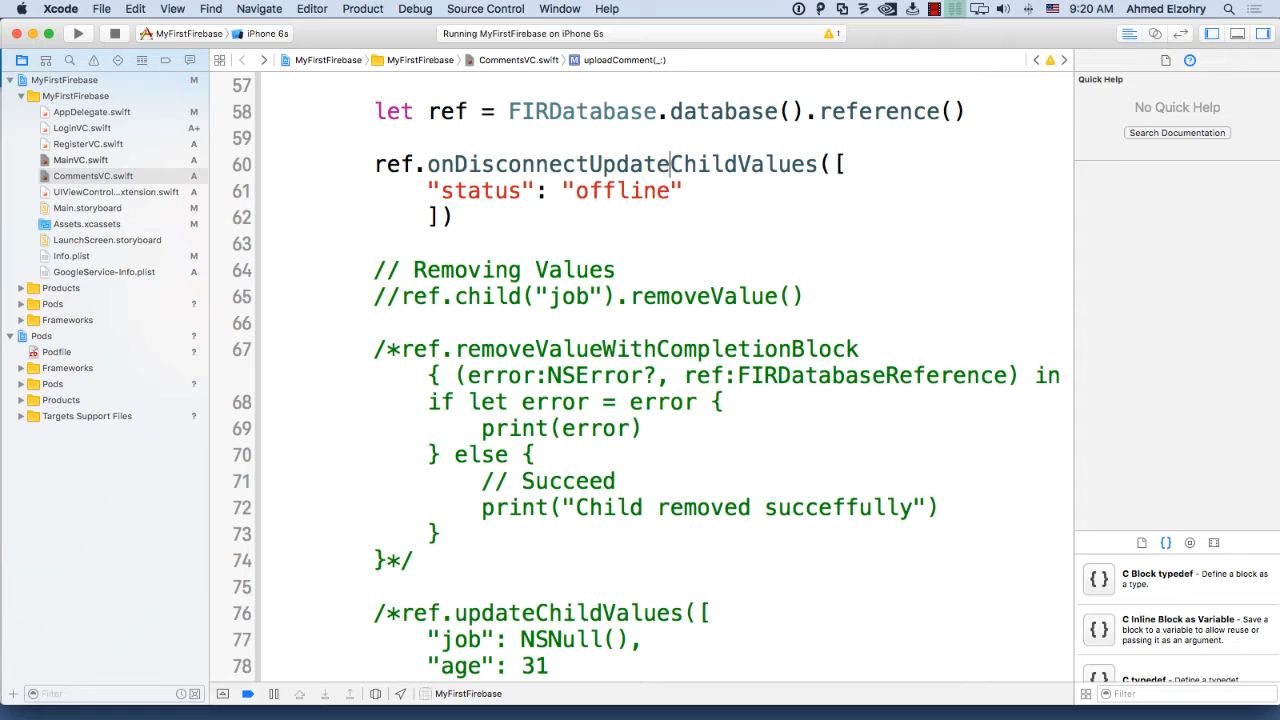 Xcode File Edit View Find Navigate Editor Product Debug Source Control Window Help 9:20 AM Ahmed Elzohry
MyFirstFirebase iPhone 6s Running MyFirstFirebase on iPhone 6s 1
MyFirstFirebase MyFirstFirebase CommentsVC.swift M uploadComment(_:)
MyFirstFirebase M
MyFirstFirebase
AppDelegate.swift M
LoginVC.swift A+
RegisterVC.swift A
MainVC.swift A
CommentsVC.swift A
UIViewControl...xtension.swift A
Main.storyboard M
Assets.xcassets M
LaunchScreen.storyboard
Info.plist M
GoogleService-Info.plist A
Products
Pods ?
Frameworks
Pods ?
Podfile ?
Frameworks
Pods ?
Products
Targets Support Files ?
Filter
57
58 let ref = FIRDatabase.database().reference()
59
60 ref.onDisconnectUpdateChildValues([
61 "status": "offline"
62 ])
63
64 // Removing Values
65 //ref.child("job").removeValue()
66
67 /*ref.removeValueWithCompletionBlock
{ (error:NSError?, ref:FIRDatabaseReference) in
68 if let error = error {
69 print(error)
70 } else {
71 // Succeed
72 print("Child removed succeffully")
73 }
74 }*/
75
76 /*ref.updateChildValues([
77 "job": NSNull(),
78 "age": 31
MyFirstFirebase
Quick Help
No Quick Help
Search Documentation
{ }
{ } C Block typedef - Define a block as
a type.
{ } C Inline Block as Variable - Save a
block to a variable to allow reuse or
passing it as an argument.
C typedef - Define a typedef
Filter